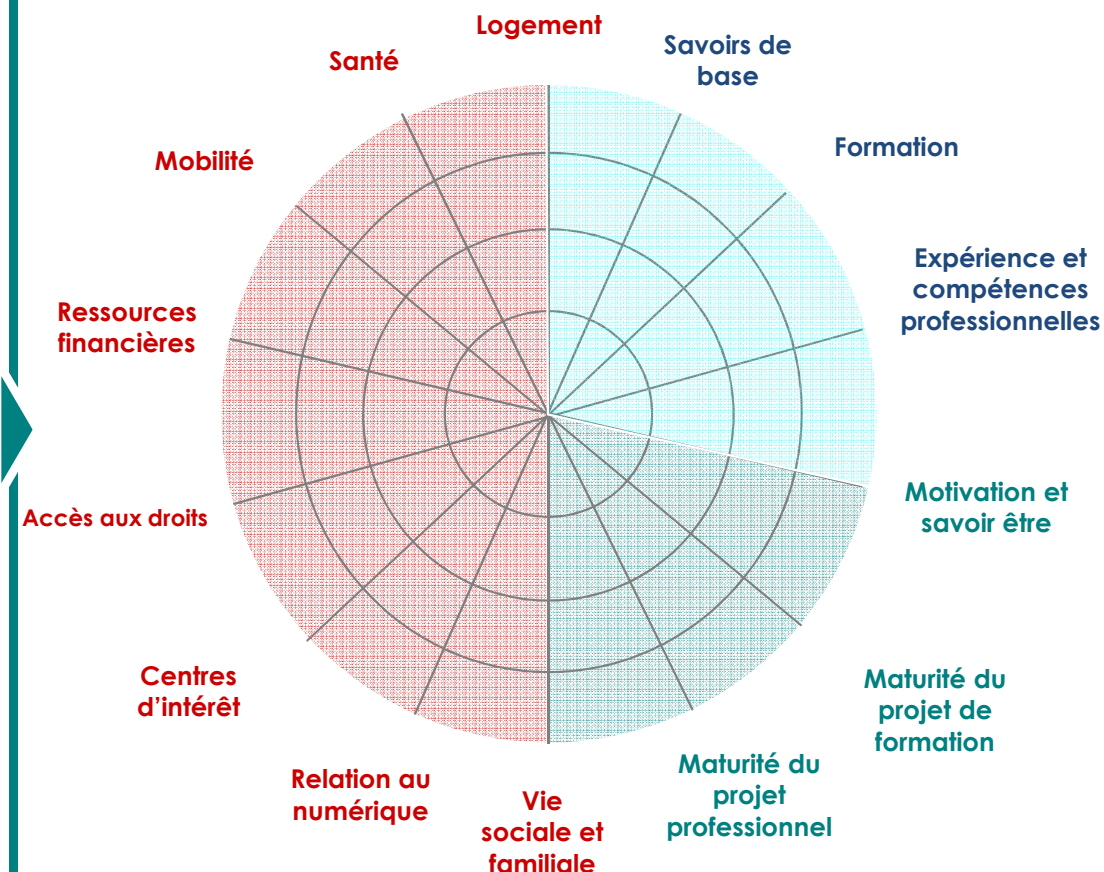 Logement
Savoirs de
base
Formation
Expérience et
compétences
professionnelles
Motivation et
savoir être
Maturité du
projet de
formation
Maturité du
projet
professionnel
Vie
sociale et
familiale
Relation au
numérique
Centres
d’intérêt
Accès aux droits
Ressources
financières
Mobilité
Santé